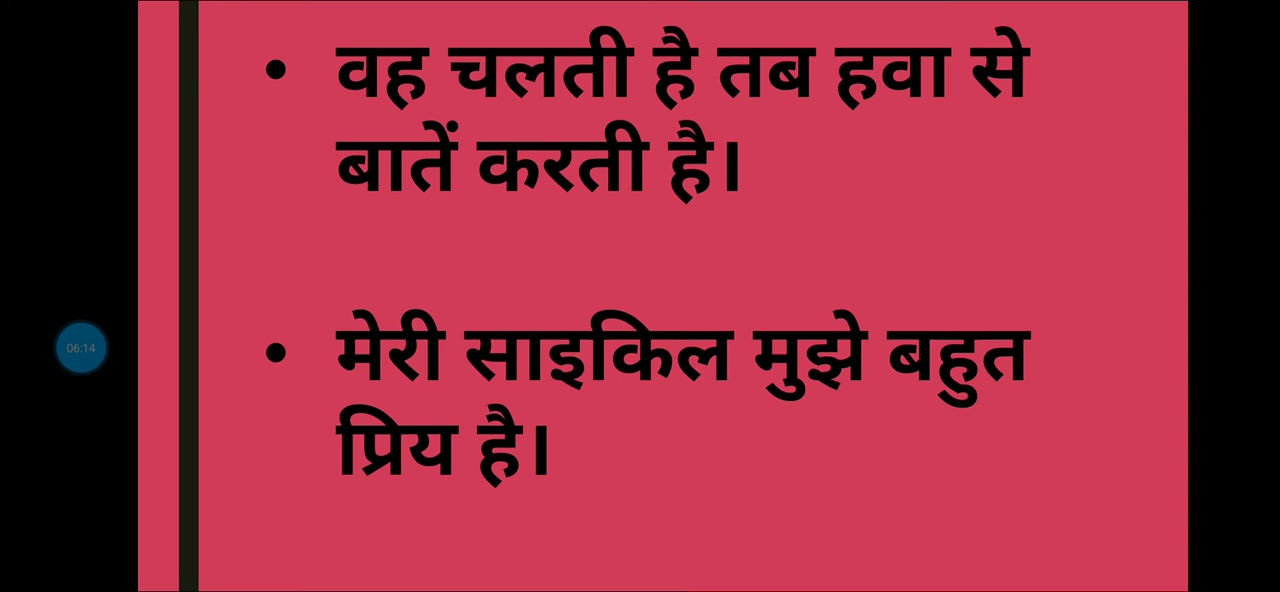 • वह चलती है तब हवा से
बातें करती है।
• मेरी साइकिल मुझे बहुत
प्रिय है।
06:14